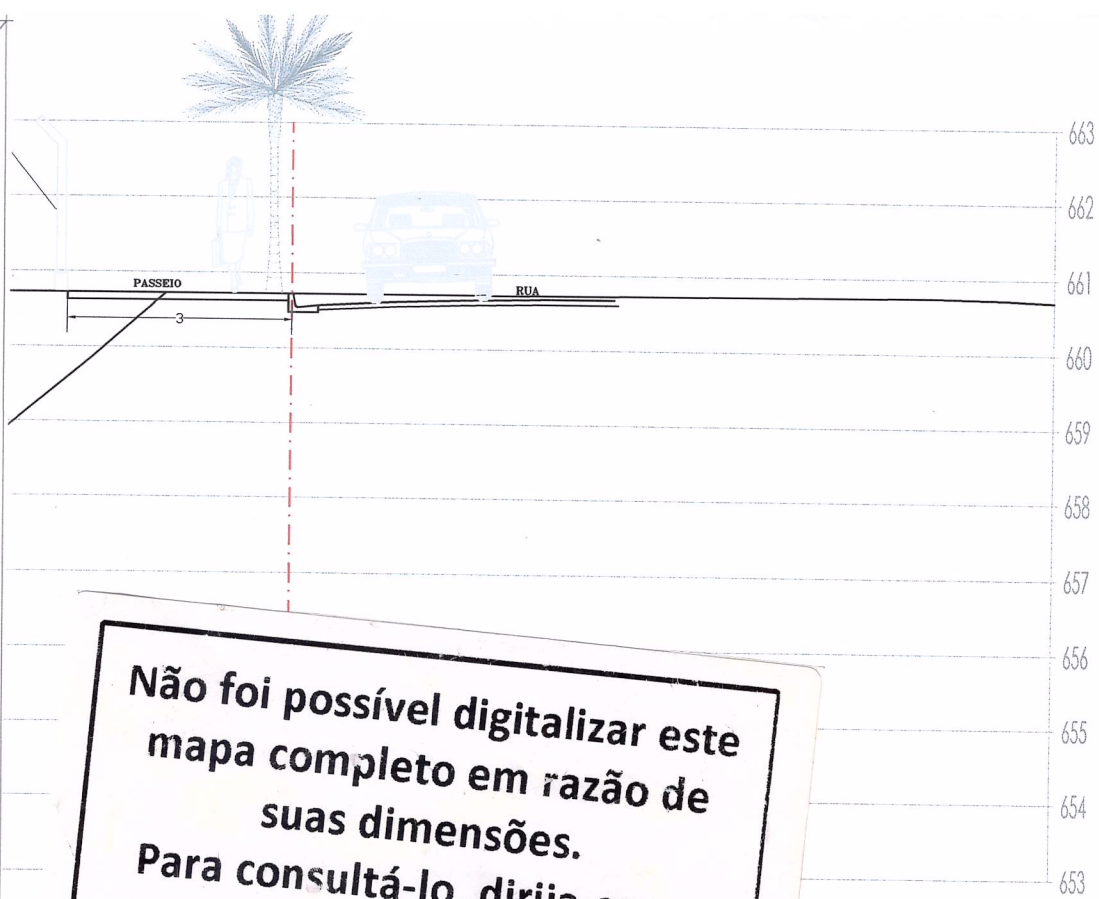 663
662
661
PASSEIO
RUA
3
660
659
658
657
656
655
654
653
Não foi possível digitalizar este
mapa completo em razão de
suas dimensões.
Para consultá-lo, dirija